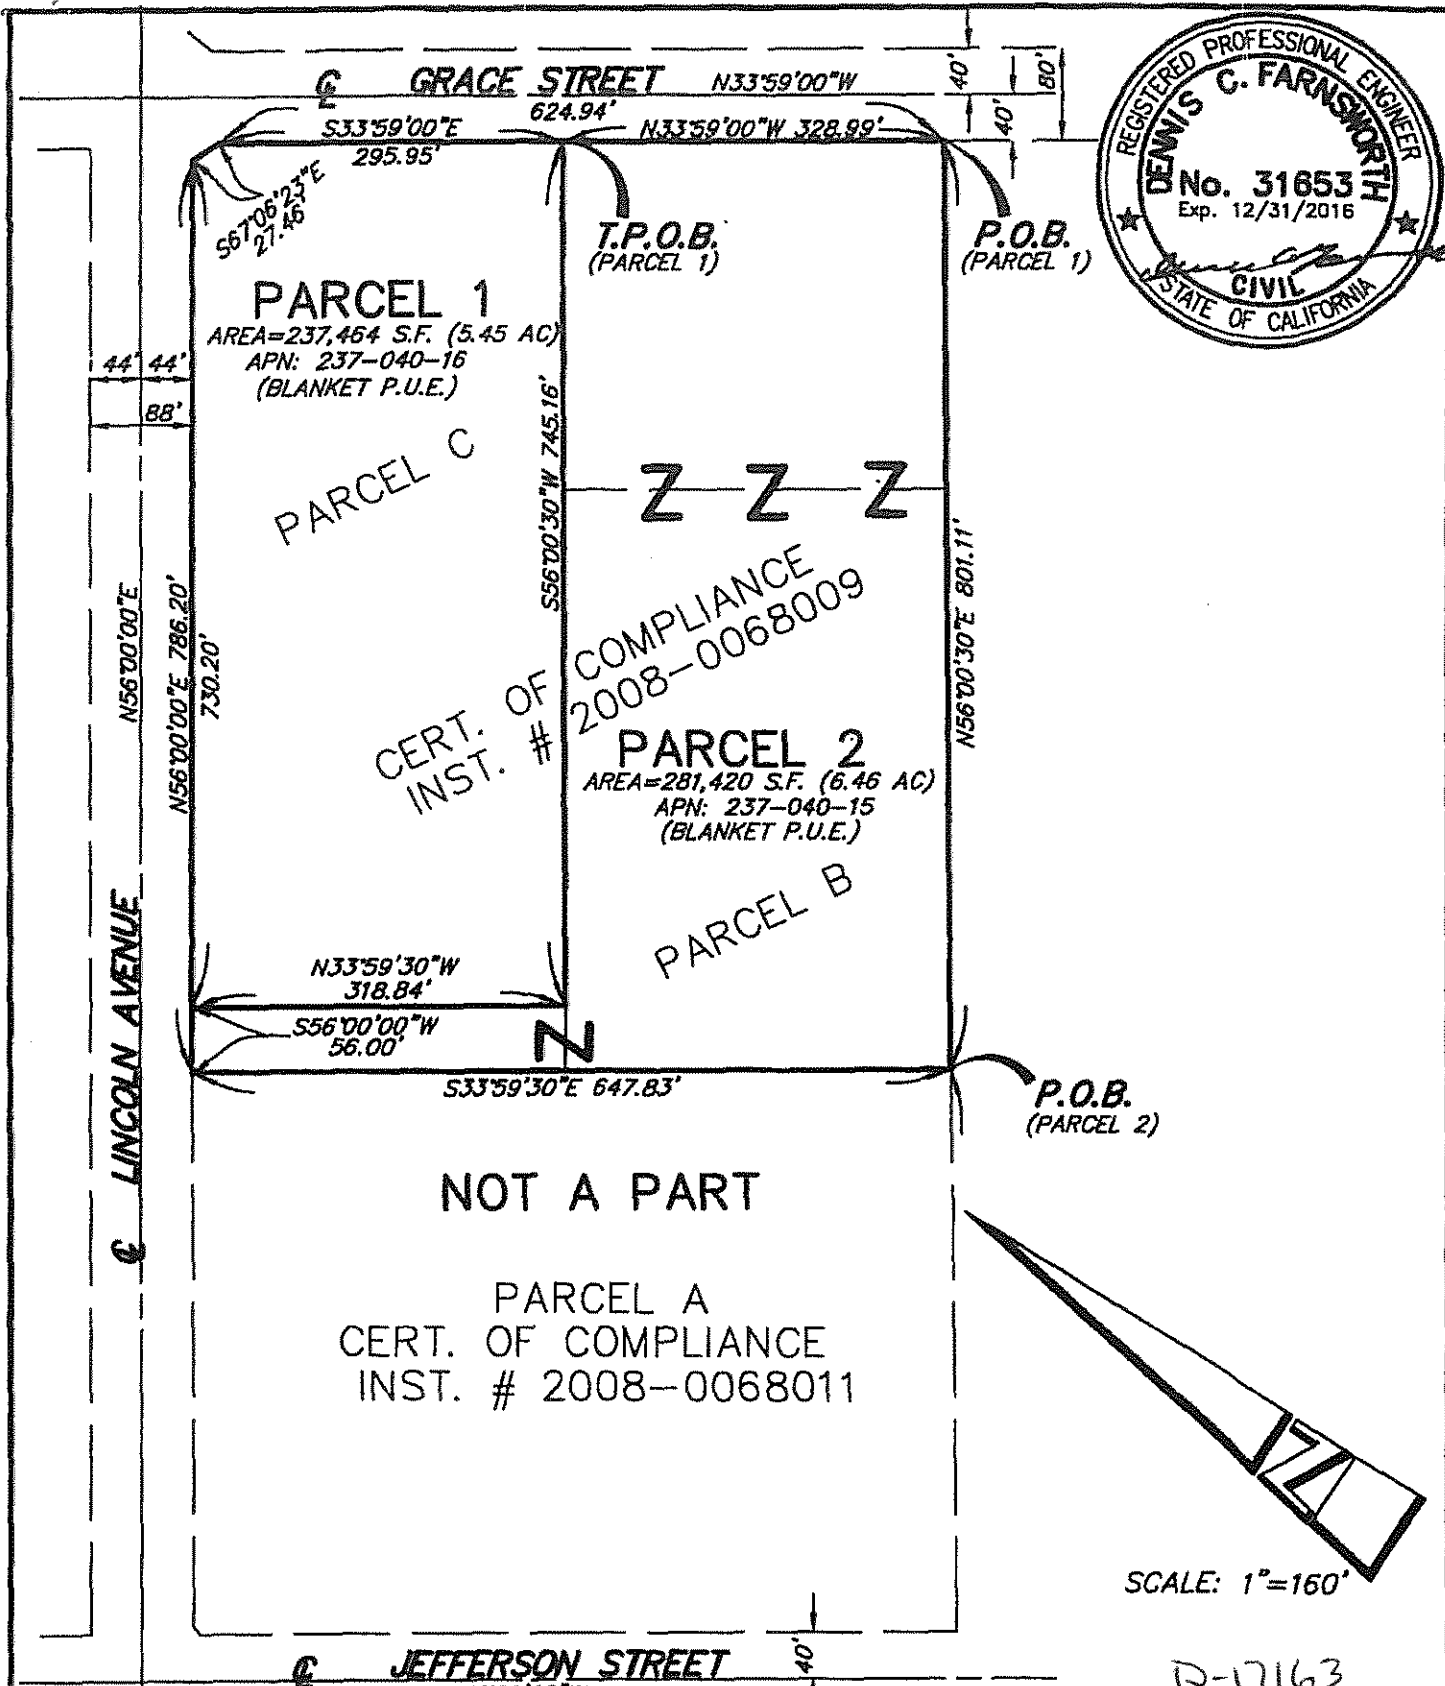 ℄ GRACE STREET N33°59'00"W
624.94'
S33°59'00"E
295.95'
N33°59'00"W 328.99'
40'
40'
80'
REGISTERED PROFESSIONAL ENGINEER
DENNIS C. FARNSWORTH
No. 31653
Exp. 12/31/2016
CIVIL
STATE OF CALIFORNIA
S67°06'23"E
27.46'
T.P.O.B.
(PARCEL 1)
P.O.B.
(PARCEL 1)
PARCEL 1
AREA=237,464 S.F. (5.45 AC)
APN: 237-040-16
(BLANKET P.U.E.)
44' 44'
88'
PARCEL C
S56°00'30"W 745.16'
Z Z Z
N56°00'00"E
N56°00'00"E 786.20'
730.20'
CERT. OF COMPLIANCE
INST. # 2008-0068009
N56°00'30"E 801.11'
PARCEL 2
AREA=281,420 S.F. (6.46 AC)
APN: 237-040-15
(BLANKET P.U.E.)
PARCEL B
℄ LINCOLN AVENUE
N33°59'30"W
318.84'
S56°00'00"W
56.00'
Z
S33°59'30"E 647.83'
P.O.B.
(PARCEL 2)
NOT A PART
PARCEL A
CERT. OF COMPLIANCE
INST. # 2008-0068011
N
SCALE: 1"=160'
℄ JEFFERSON STREET
40'
D-17163